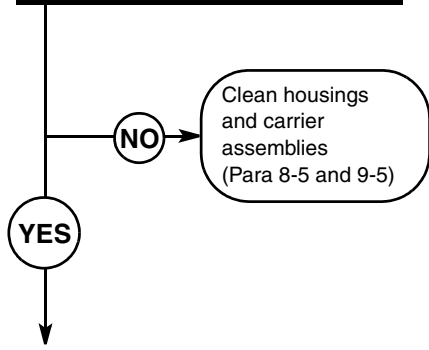 Clean housings
and carrier
assemblies
(Para 8-5 and 9-5)
NO
YES